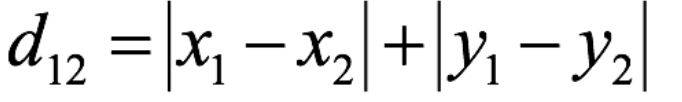 d₁₂ = |x₁ − x₂| + |y₁ − y₂|